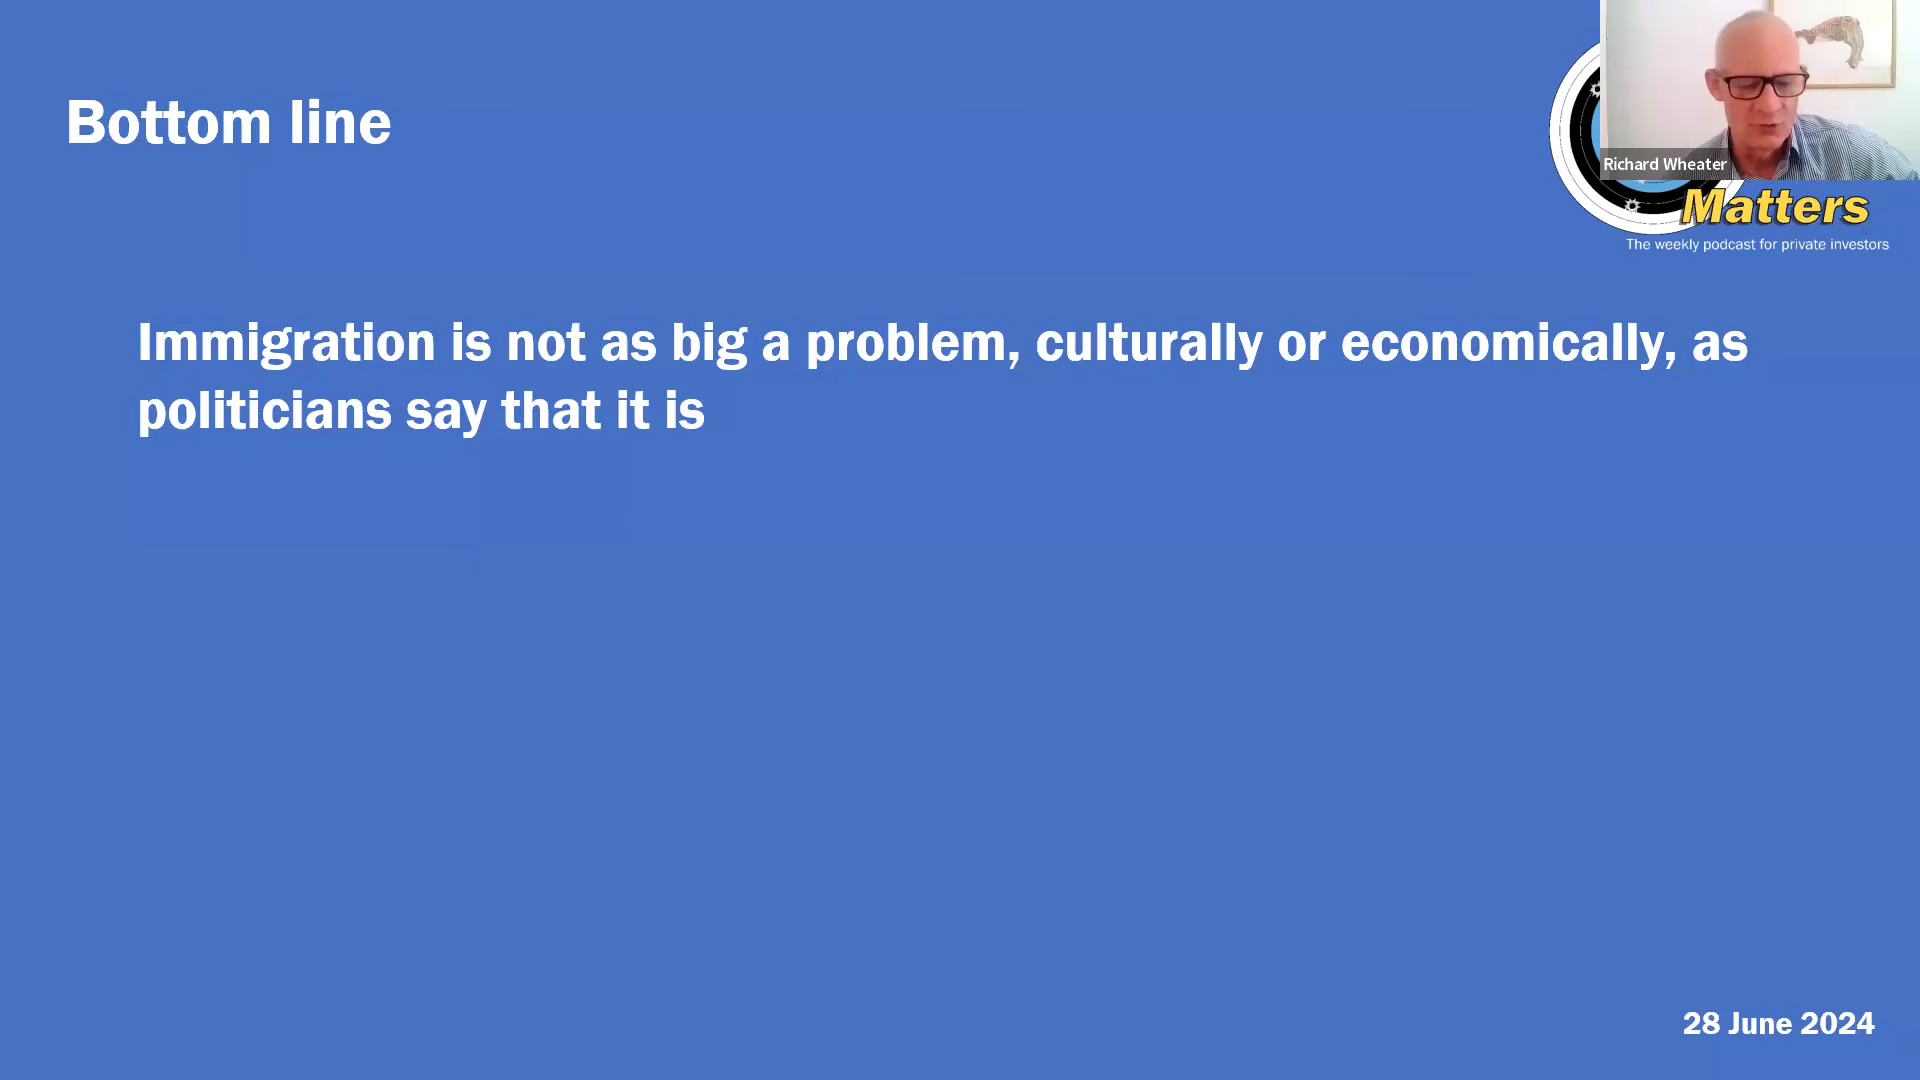 Bottom line
Richard Wheater
Matters
The weekly podcast for private investors
Immigration is not as big a problem, culturally or economically, as
politicians say that it is
28 June 2024